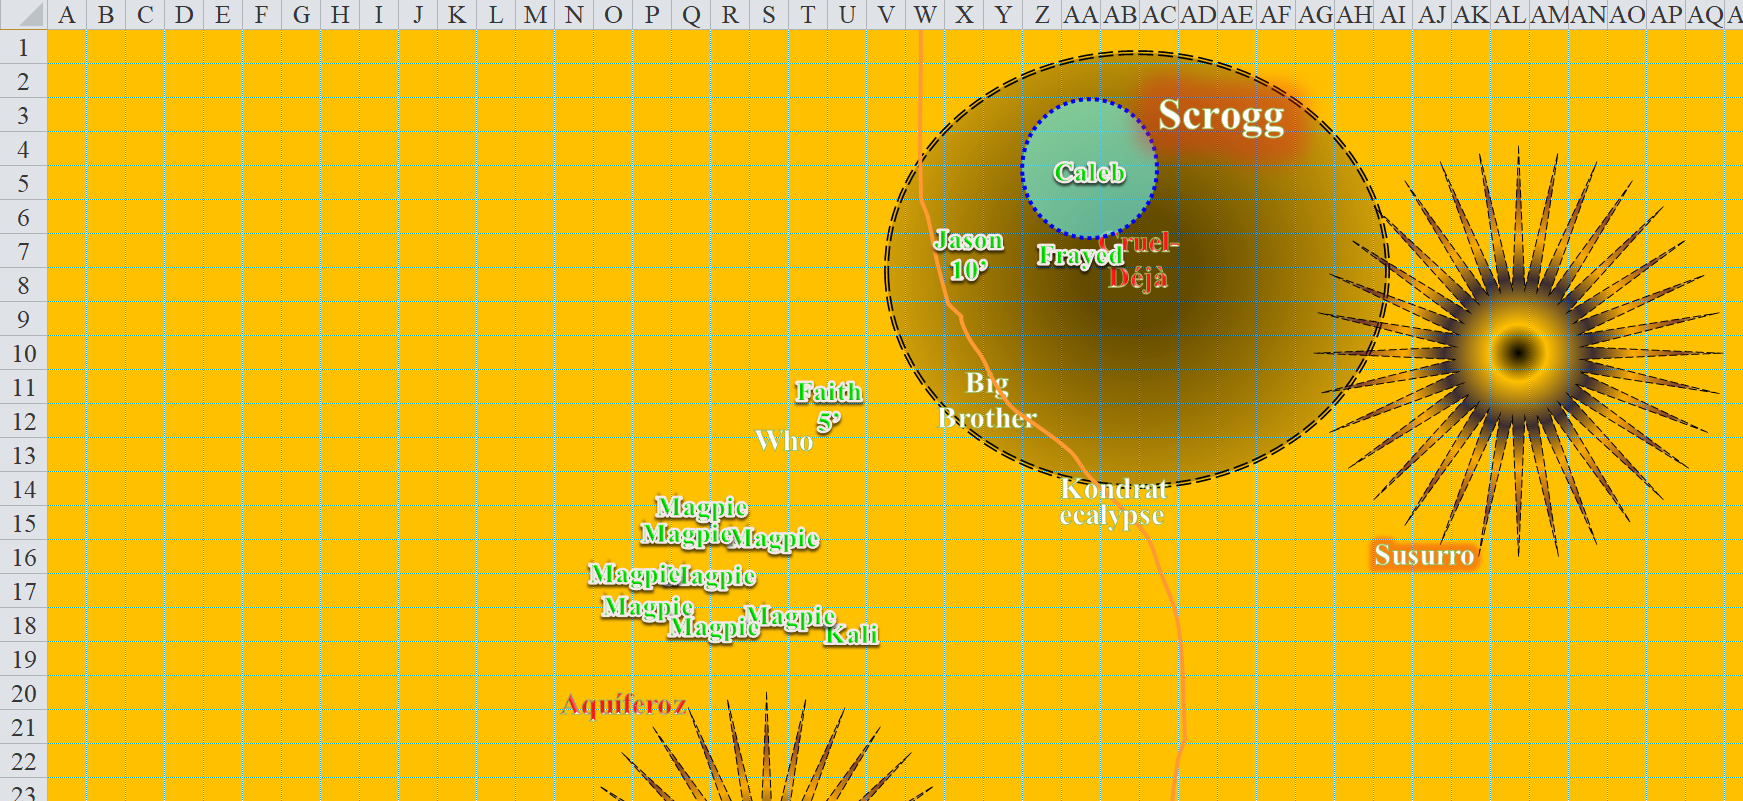 A B C D E F G H I J K L M N O P Q R S T U V W X Y Z AA AB AC AD AE AF AG AH AI AJ AK AL AM AN AO AP AQ
1
2
3
4
5
6
7
8
9
10
11
12
13
14
15
16
17
18
19
20
21
22
23
Scrogg
Caleb
Jason
10’
Frayed
Cruel-
Déjà
Faith
5’
Who
Big
Brother
Kondrat
ecalypse
Magpie
Magpie
Magpie
Magpie
Magpie
Magpie
Magpie
Magpie
Kali
Susurro
Aquíferoz